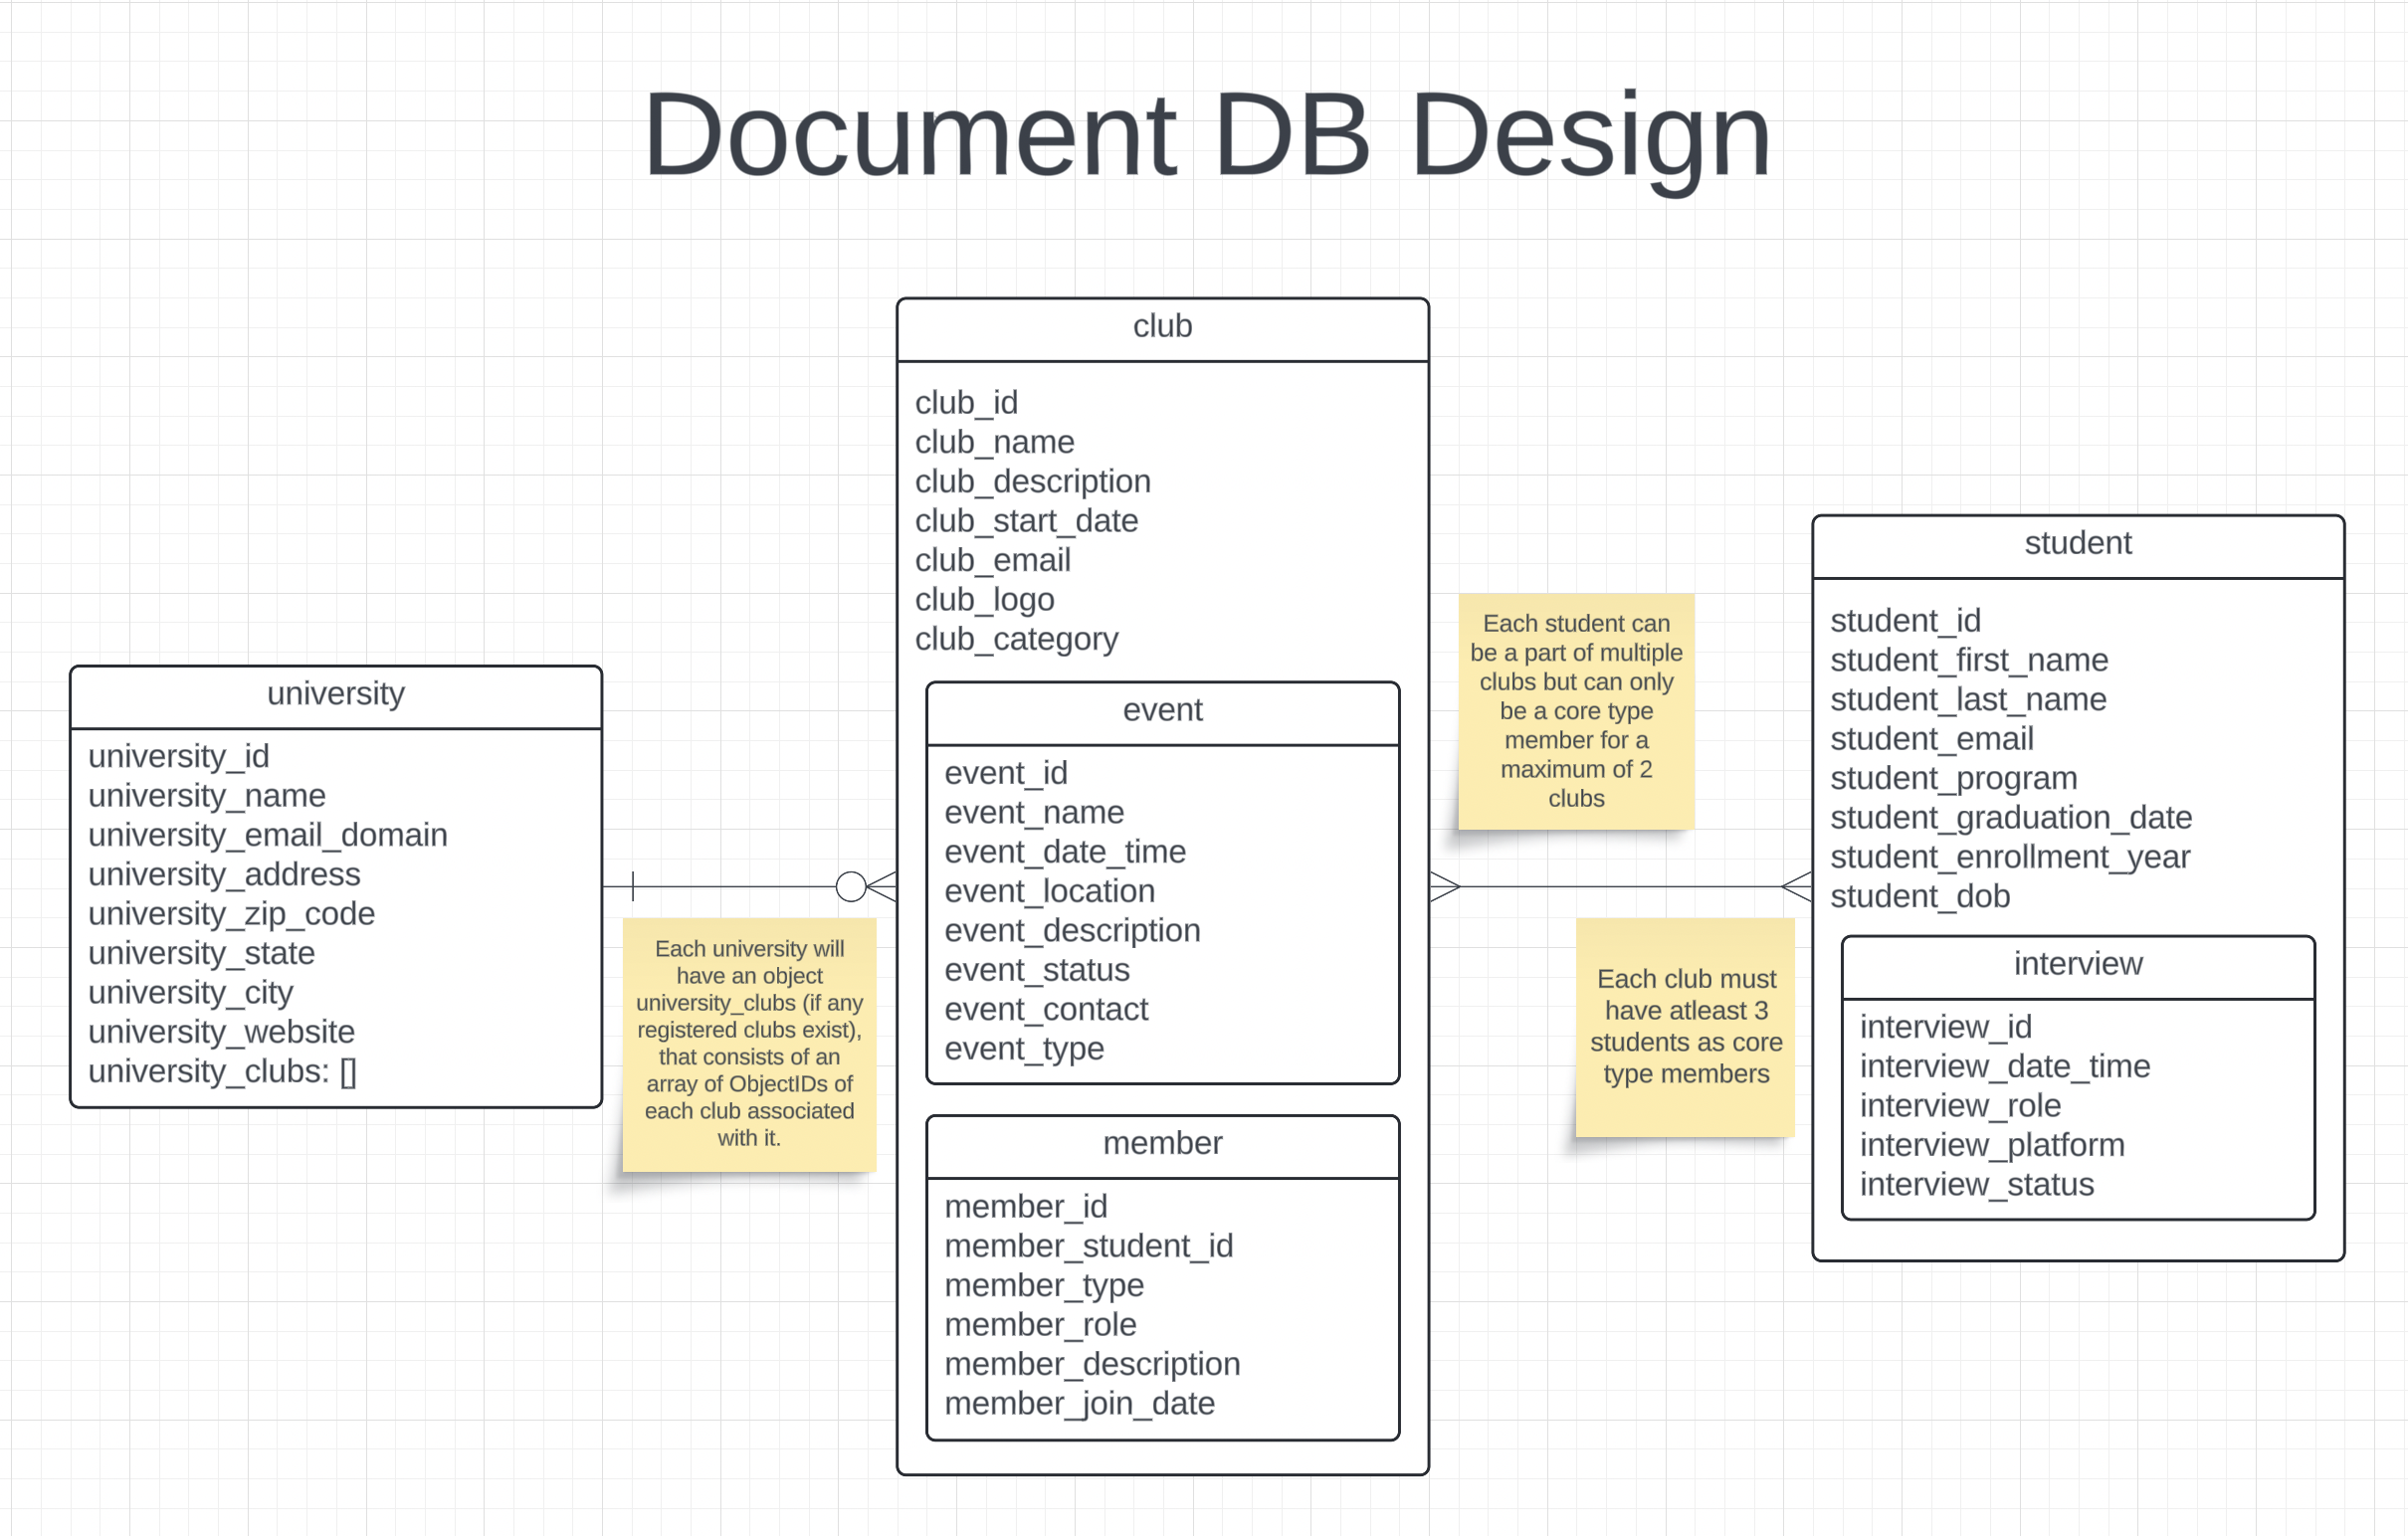 Document DB Design
university
university_id
university_name
university_email_domain
university_address
university_zip_code
university_state
university_city
university_website
university_clubs: []
Each university will
have an object
university_clubs (if any
registered clubs exist),
that consists of an
array of ObjectIDs of
each club associated
with it.
club
club_id
club_name
club_description
club_start_date
club_email
club_logo
club_category
event
event_id
event_name
event_date_time
event_location
event_description
event_status
event_contact
event_type
member
member_id
member_student_id
member_type
member_role
member_description
member_join_date
Each student can
be a part of multiple
clubs but can only
be a core type
member for a
maximum of 2
clubs
Each club must
have atleast 3
students as core
type members
student
student_id
student_first_name
student_last_name
student_email
student_program
student_graduation_date
student_enrollment_year
student_dob
interview
interview_id
interview_date_time
interview_role
interview_platform
interview_status